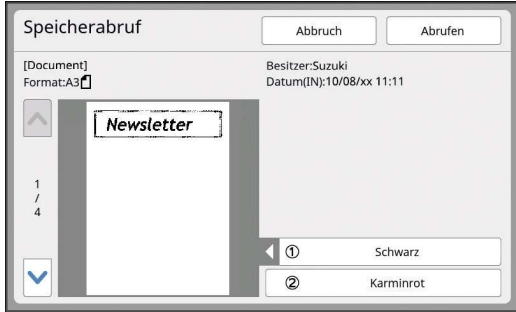 Speicherabruf
Abbruch
Abrufen
[Document]
Format:A3
Besitzer:Suzuki
Datum(IN):10/08/xx 11:11
Newsletter
1
/
4
① Schwarz
② Karminrot